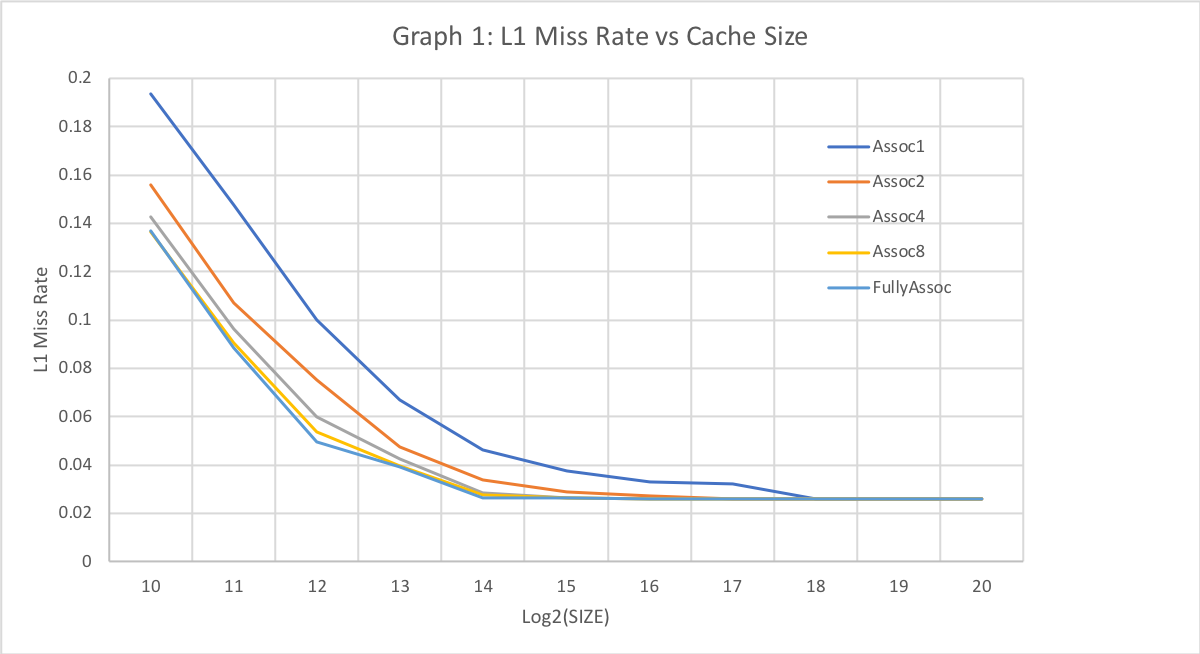 Graph 1: L1 Miss Rate vs Cache Size
0.2
0.18
0.16
0.14
0.12
0.1
0.08
0.06
0.04
0.02
0
L1 Miss Rate
Assoc1
Assoc2
Assoc4
Assoc8
FullyAssoc
10 11 12 13 14 15 16 17 18 19 20
Log2(SIZE)